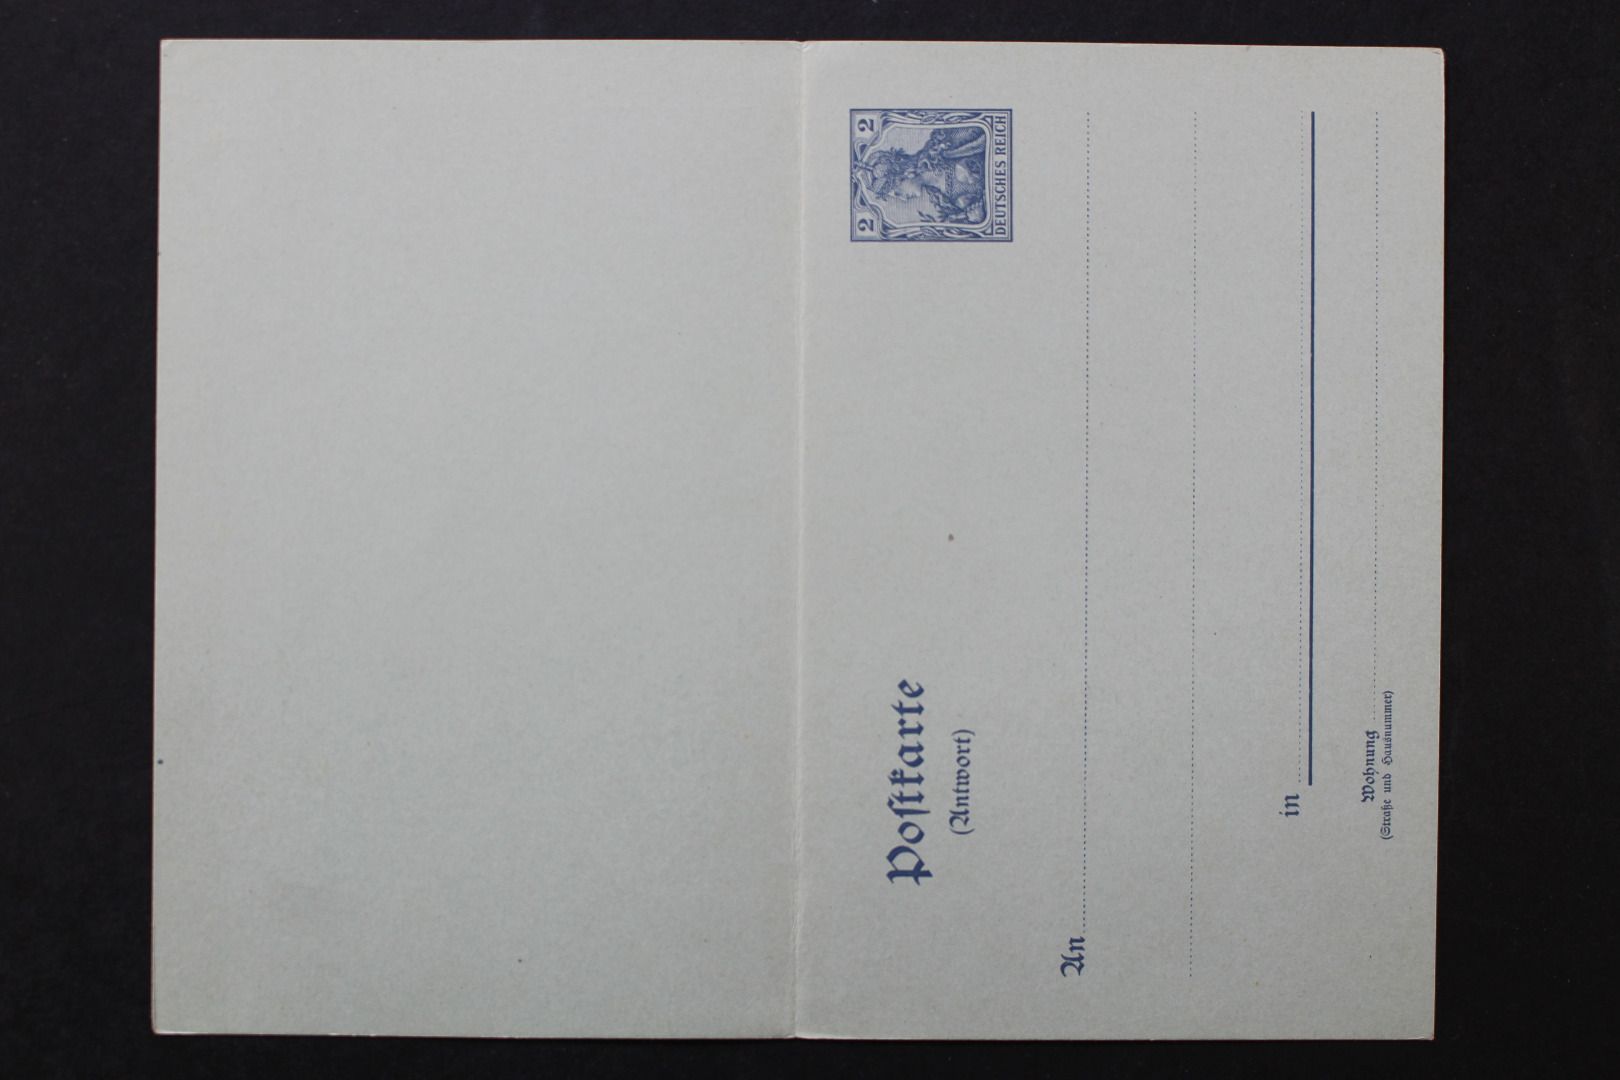 2 2
DEUTSCHES REICH
Poſtkarte
(Antwort)
An
in
Wohnung
(Straße und Hausnummer)